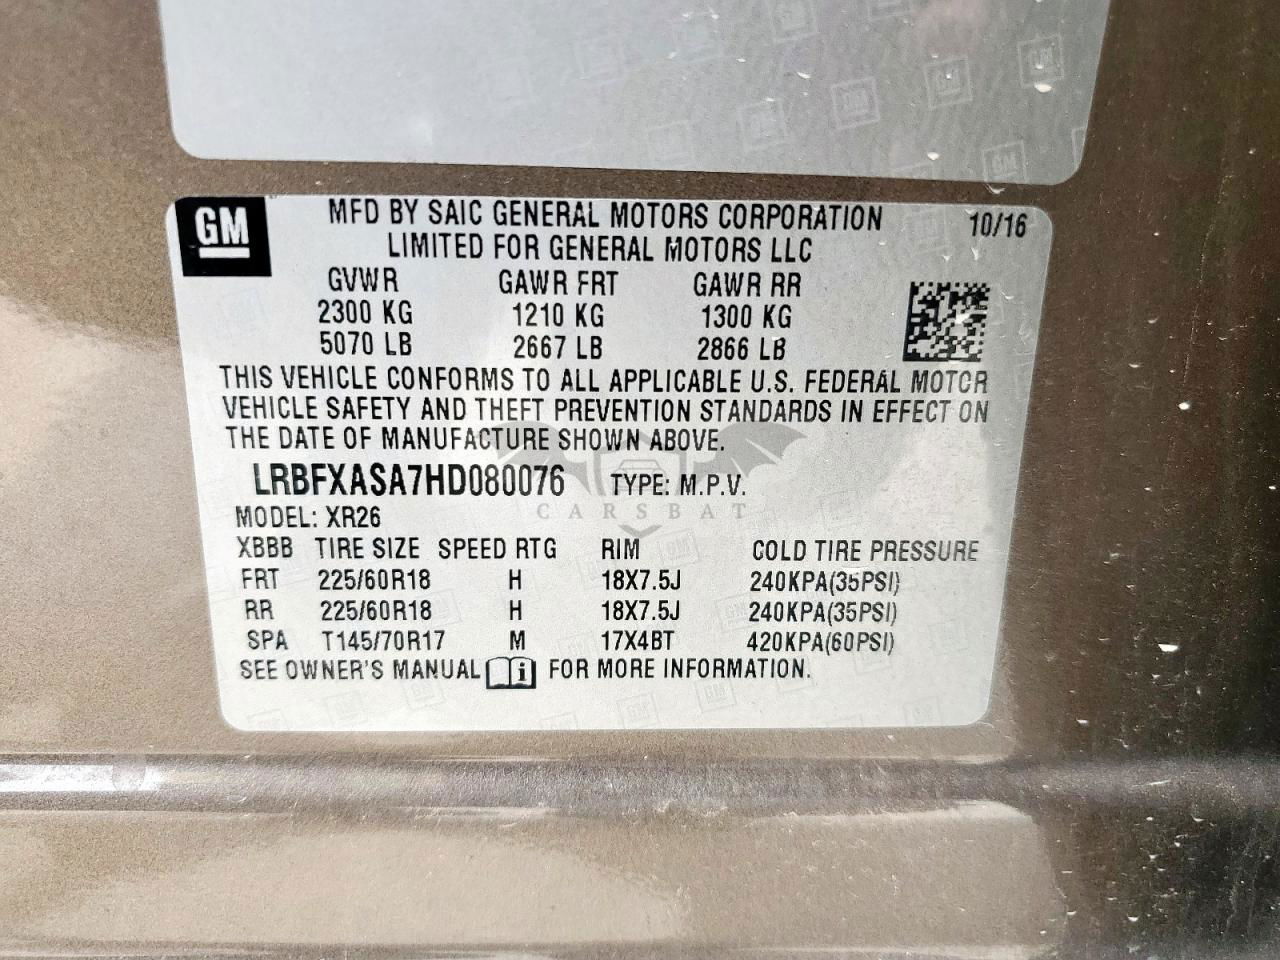 GM
MFD BY SAIC GENERAL MOTORS CORPORATION 10/16
LIMITED FOR GENERAL MOTORS LLC
GVWR GAWR FRT GAWR RR
2300 KG 1210 KG 1300 KG
5070 LB 2667 LB 2866 LB
THIS VEHICLE CONFORMS TO ALL APPLICABLE U.S. FEDERAL MOTOR
VEHICLE SAFETY AND THEFT PREVENTION STANDARDS IN EFFECT ON
THE DATE OF MANUFACTURE SHOWN ABOVE.
LRBFXASA7HD080076 TYPE: M.P.V.
CARSBAT
MODEL: XR26
XBBB TIRE SIZE SPEED RTG RIM COLD TIRE PRESSURE
FRT 225/60R18 H 18X7.5J 240KPA(35PSI)
RR 225/60R18 H 18X7.5J 240KPA(35PSI)
SPA T145/70R17 M 17X4BT 420KPA(60PSI)
SEE OWNER'S MANUAL i FOR MORE INFORMATION.